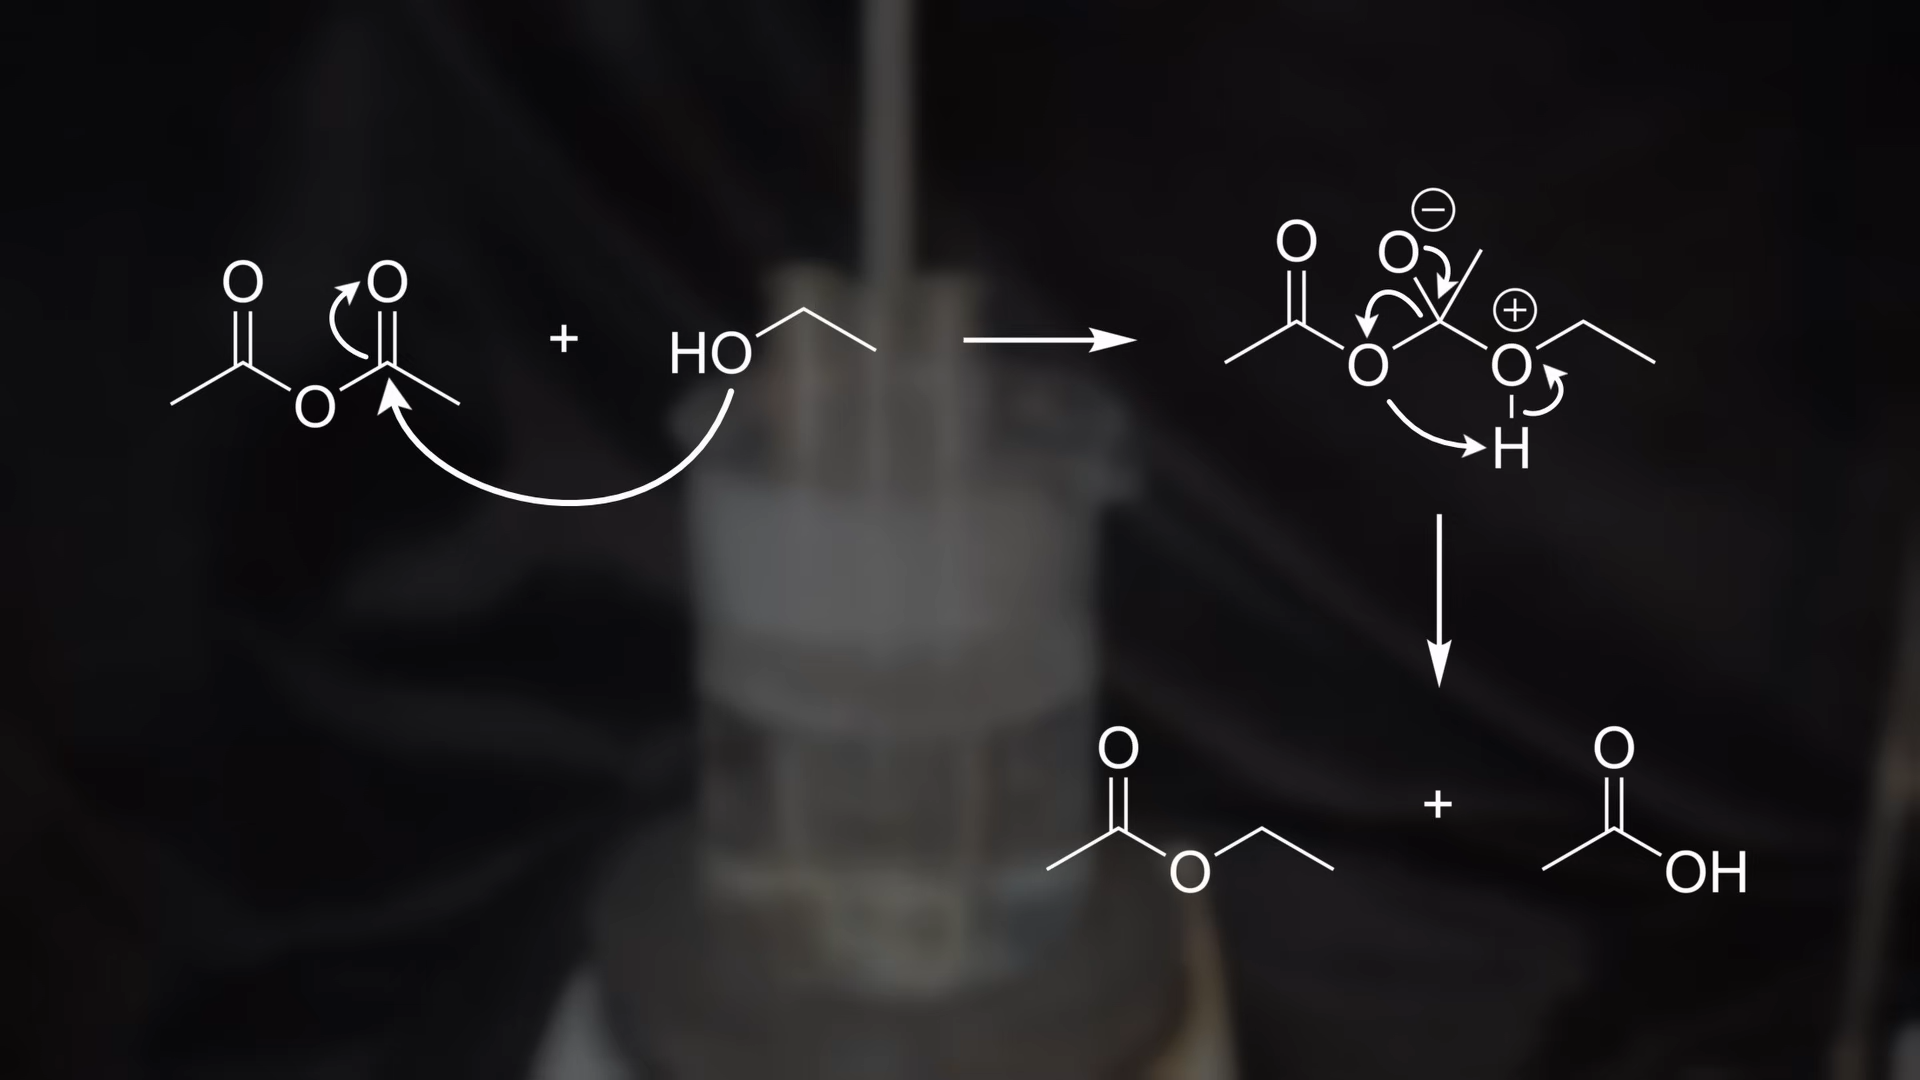 O O + HO
O
O O ⊖ ⊕
O O
H
O + O
O OH